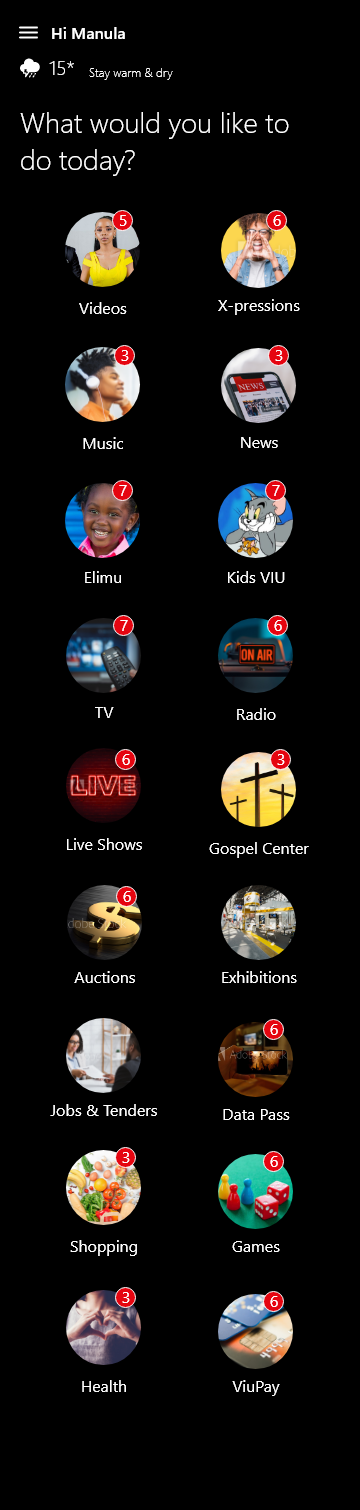 Hi Manula
15*
Stay warm & dry
What would you like to
do today?
5
6
Videos
X-pressions
3
3
NEWS
Music
News
7
7
Elimu
Kids VIU
7
6
ON AIR
TV
Radio
6
3
LIVE
Live Shows
Gospel Center
6
Auctions
Exhibitions
6
Jobs & Tenders
Data Pass
3
6
Shopping
Games
3
6
Health
ViuPay